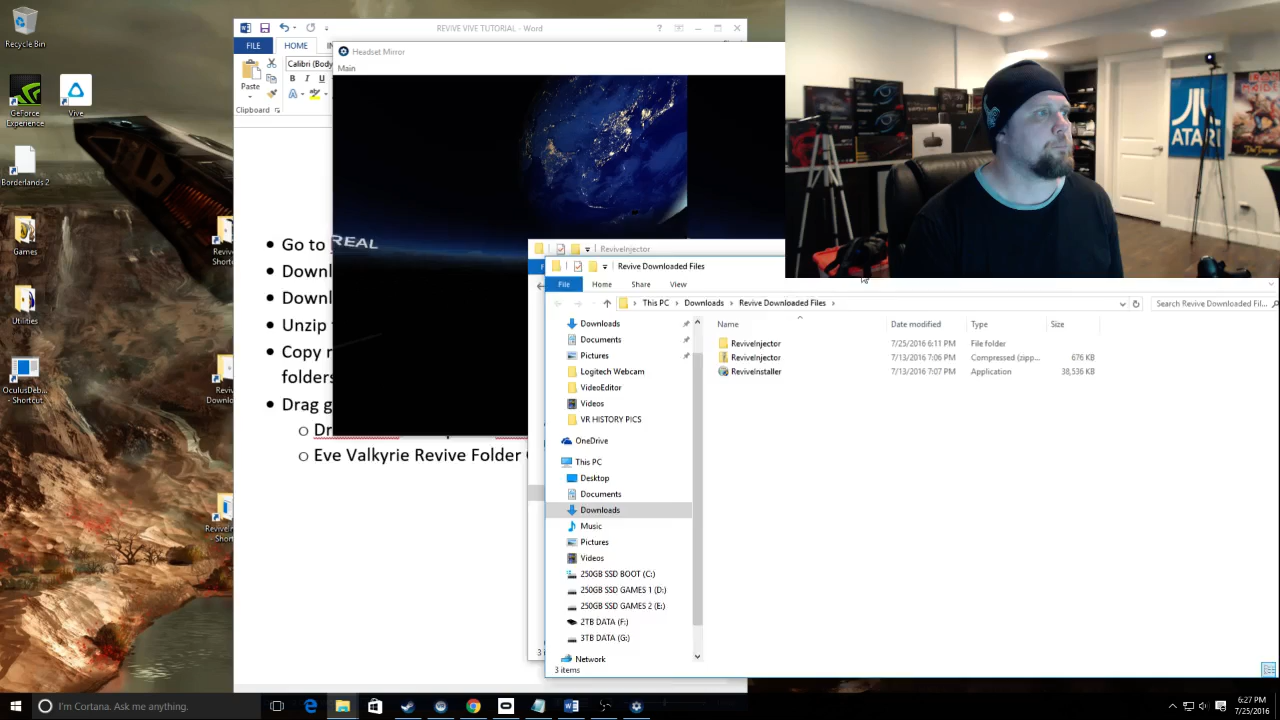 Recycle Bin
GeForce
Experience
Vive
Borderlands 2
Games
Utilities
OculusDeb...
- Shortcut
REVIVE VIVE TUTORIAL - Word
FILE
HOME
Calibri (Body
Paste
B I U
Clipboard
Headset Mirror
Main
REAL
Go to
Downl
Downl
Unzip
Copy
folders
Drag g
Dr
Eve Valkyrie Revive Folder
ReviveInjector
Revive Downloaded Files
File
Home
Share
View
This PC
Downloads
Revive Downloaded Files
Search Revive Downloaded Fil...
Name
Date modified
Type
Size
ReviveInjector 7/25/2016 6:11 PM File folder
ReviveInjector 7/13/2016 7:06 PM Compressed (zipp... 676 KB
ReviveInstaller 7/13/2016 7:07 PM Application 38,536 KB
Downloads
Documents
Pictures
Logitech Webcam
VideoEditor
Videos
VR HISTORY PICS
OneDrive
This PC
Desktop
Documents
Downloads
Music
Pictures
Videos
250GB SSD BOOT (C:)
250GB SSD GAMES 1 (D:)
250GB SSD GAMES 2 (E:)
2TB DATA (F:)
3TB DATA (G:)
Network
3 items
ATARI
I'm Cortana. Ask me anything.
6:27 PM
7/25/2016